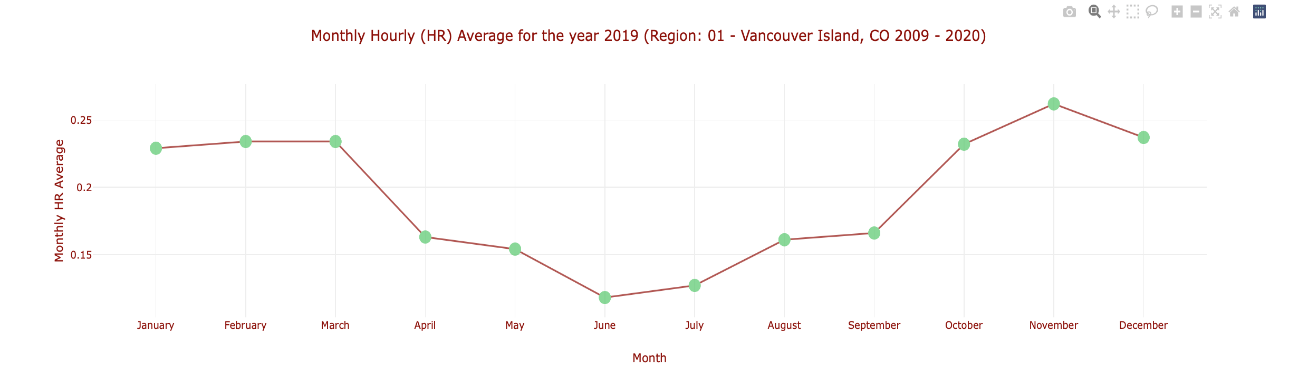 Monthly Hourly (HR) Average for the year 2019 (Region: 01 - Vancouver Island, CO 2009 - 2020)
Monthly HR Average
0.25
0.2
0.15
January February March April May June July August September October November December
Month